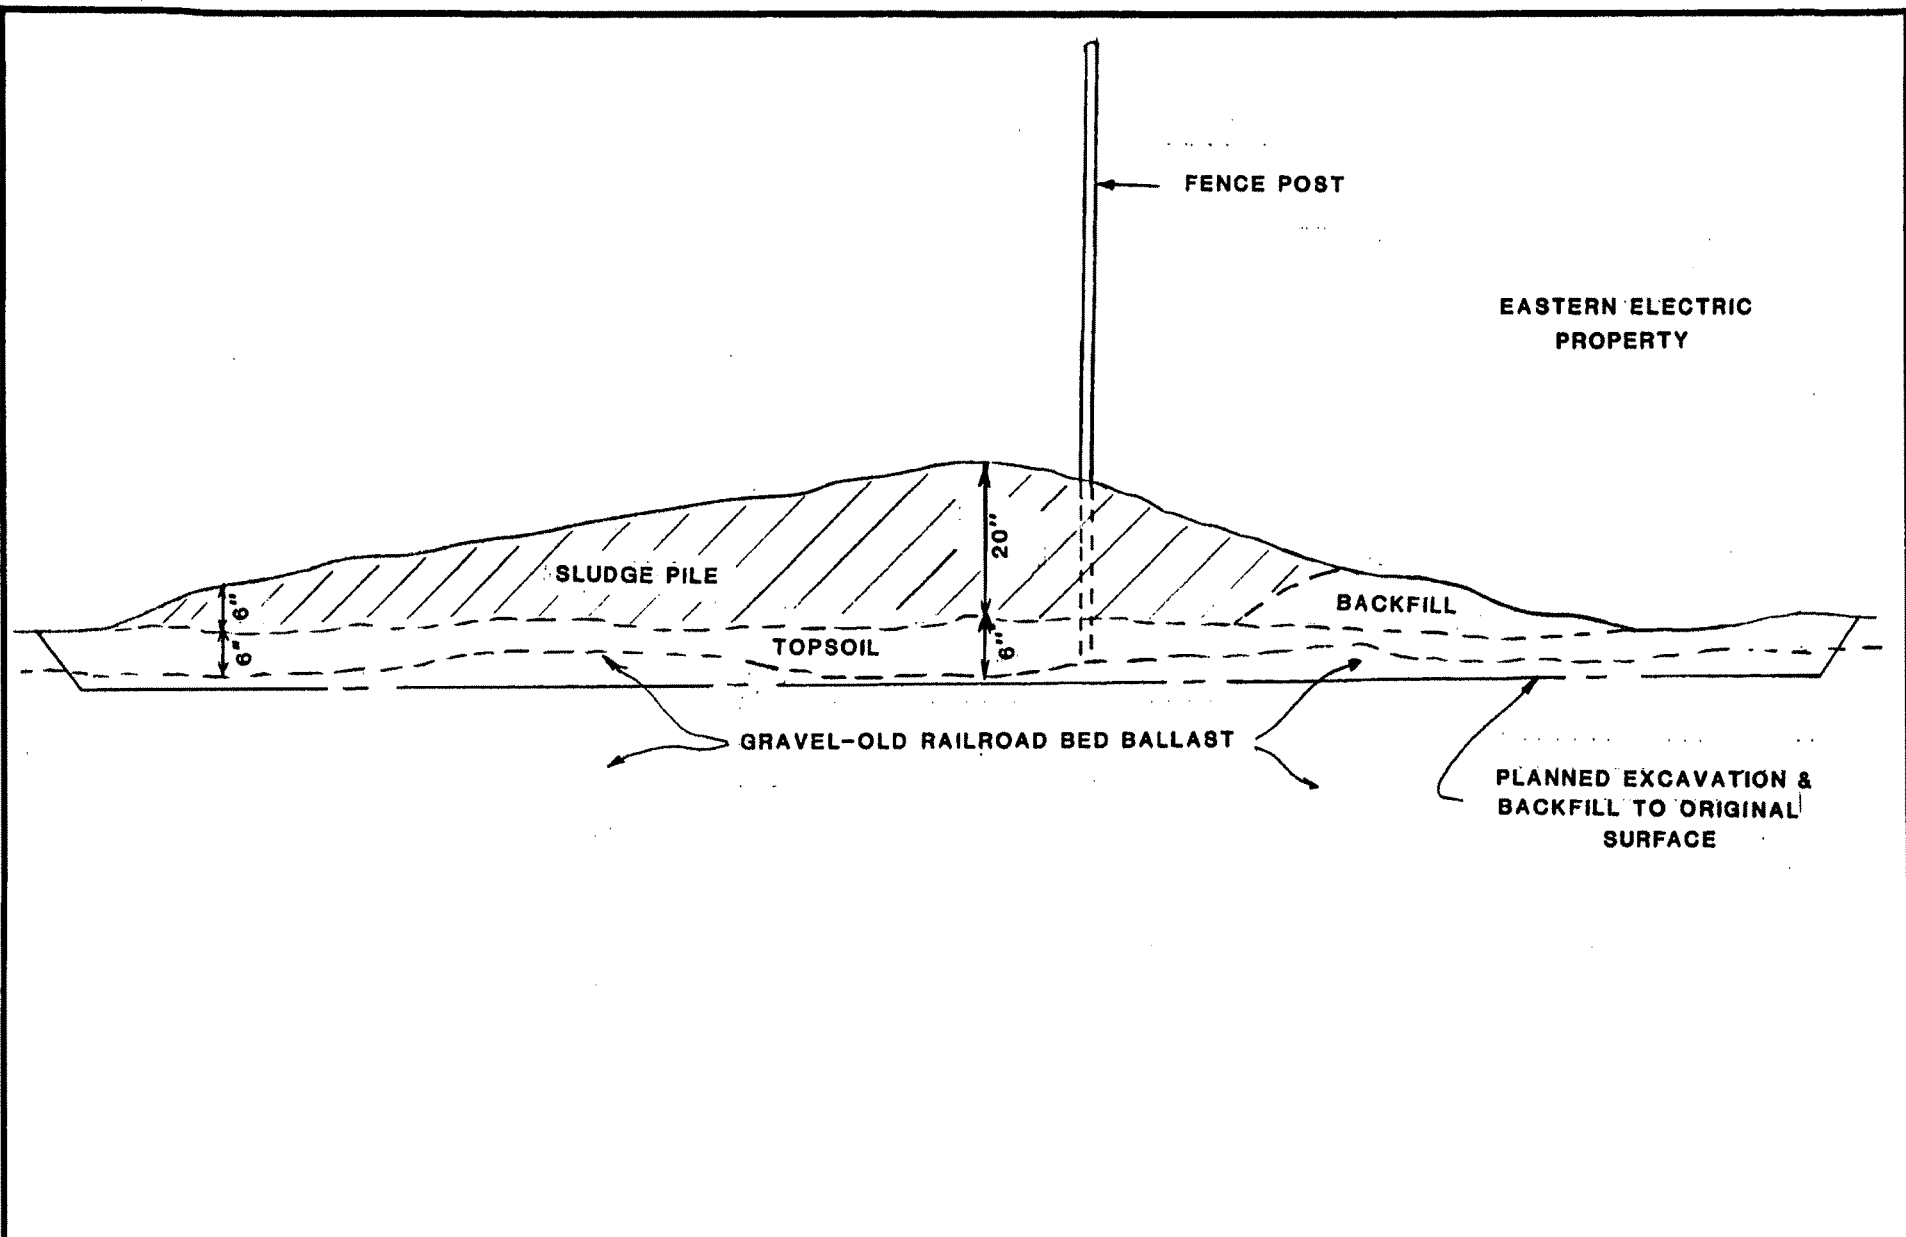 FENCE POST
EASTERN ELECTRIC
PROPERTY
20"
SLUDGE PILE
6"
BACKFILL
6"
TOPSOIL
6"
GRAVEL-OLD RAILROAD BED BALLAST
PLANNED EXCAVATION &
BACKFILL TO ORIGINAL
SURFACE